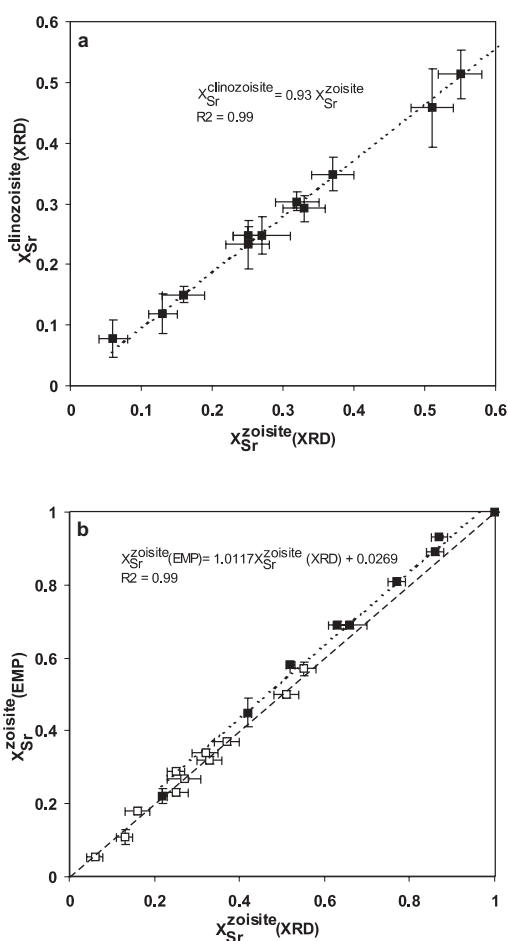 0.6
a
X_Sr^clinozoisite = 0.93 X_Sr^zoisite
R2 = 0.99
0.5
0.4
0.3
0.2
0.1
0
X_Sr^clinozoisite(XRD)
0 0.1 0.2 0.3 0.4 0.5 0.6
X_Sr^zoisite(XRD)
1
b
X_Sr^zoisite(EMP)= 1.0117X_Sr^zoisite (XRD) + 0.0269
R2 = 0.99
0.8
0.6
0.4
0.2
0
X_Sr^zoisite(EMP)
0 0.2 0.4 0.6 0.8 1
X_Sr^zoisite(XRD)